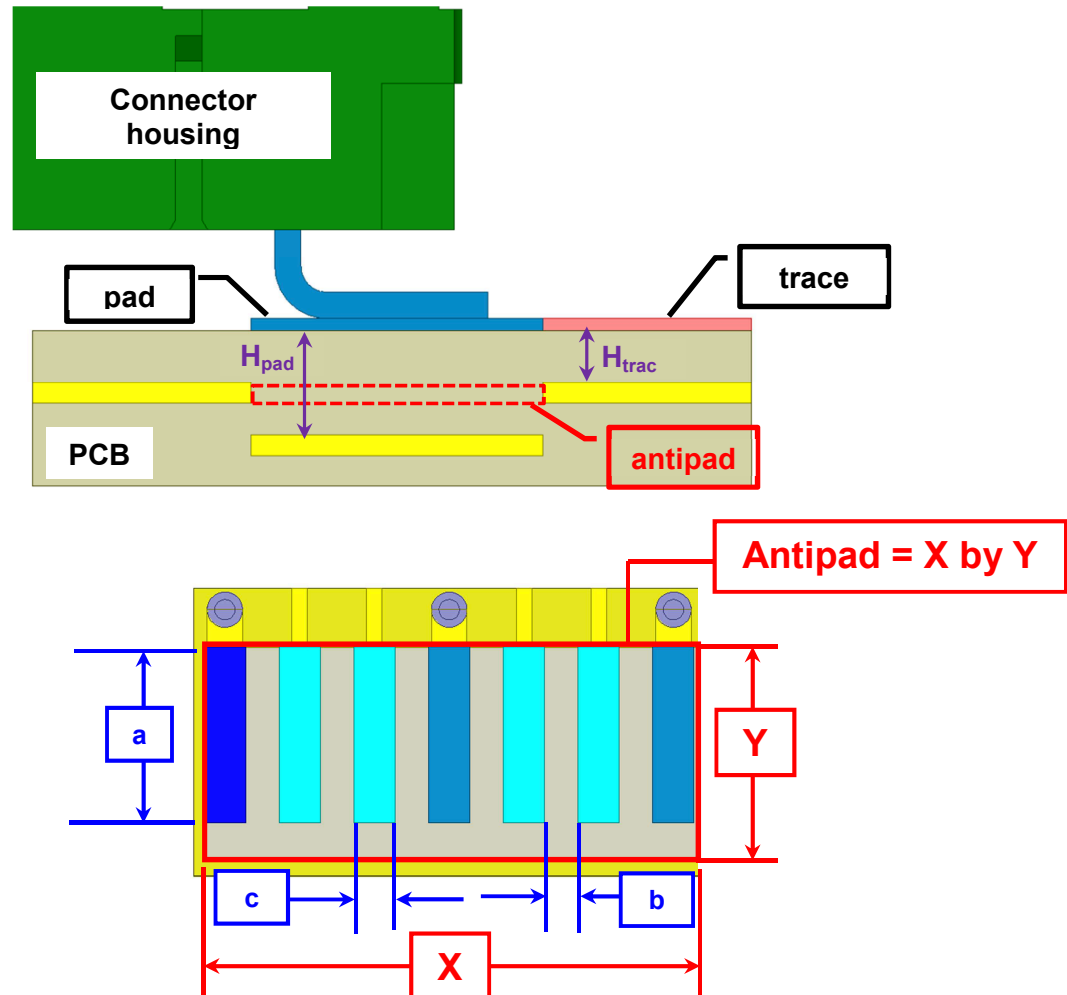 Connector
housing
pad
trace
Hpad
Htrac
PCB
antipad
Antipad = X by Y
a
Y
c
b
X